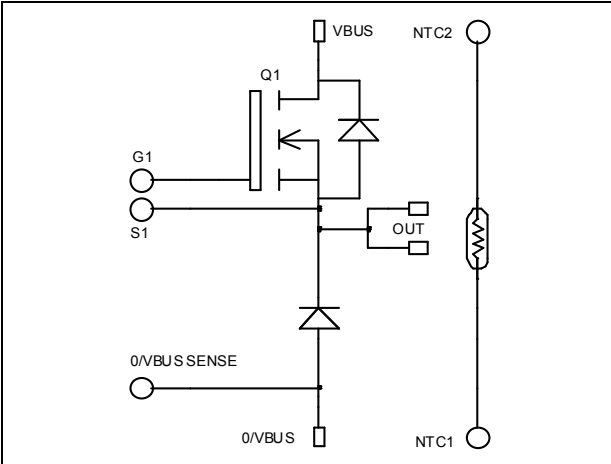 VBUS
NTC2
Q1
G1
S1
OUT
0/VBUS SENSE
0/VBUS
NTC1